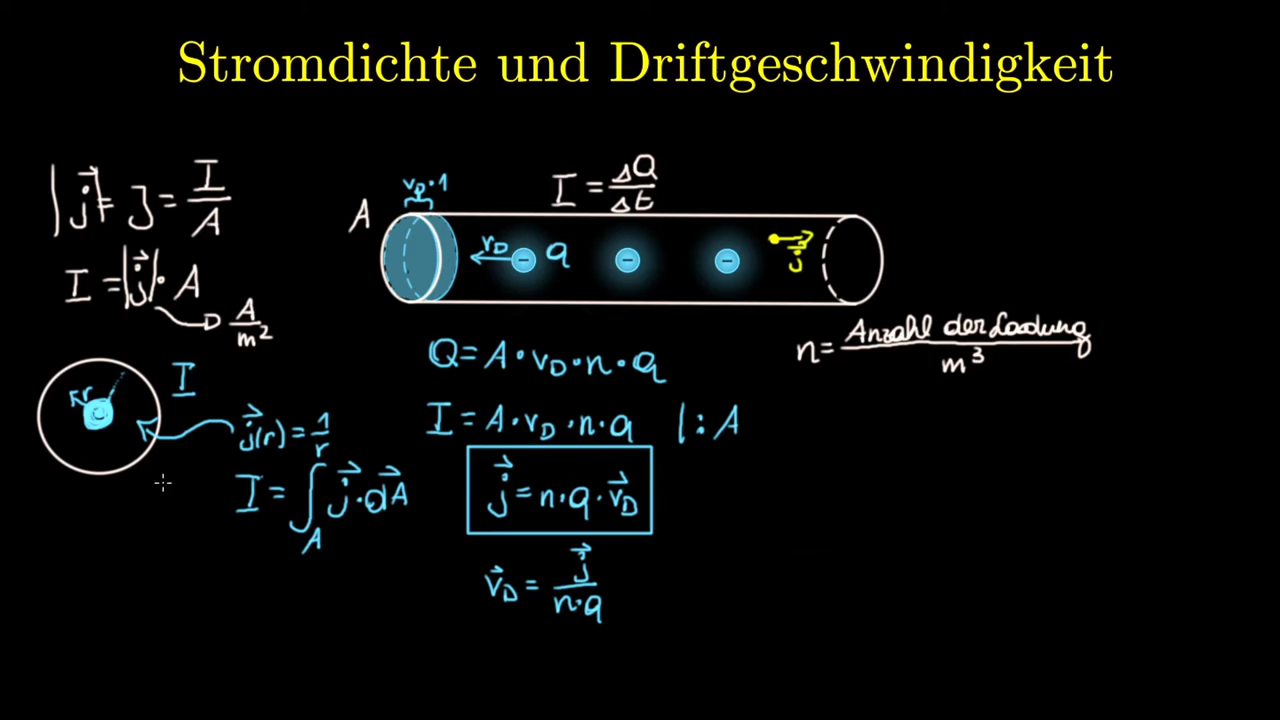 Stromdichte und Driftgeschwindigkeit
|j⃗| = J = I/A
I = |j⃗| · A
A/m²
I
r
j⃗(r) = 1/r
I = ∫_A j⃗ · dA⃗
v_D · 1
I = ΔQ/Δt
A
v_D
q
j⃗
Q = A · v_D · n · q
I = A · v_D · n · q | : A
j⃗ = n · q · v⃗_D
v⃗_D = j⃗/(n · q)
n = Anzahl der Ladung/m³